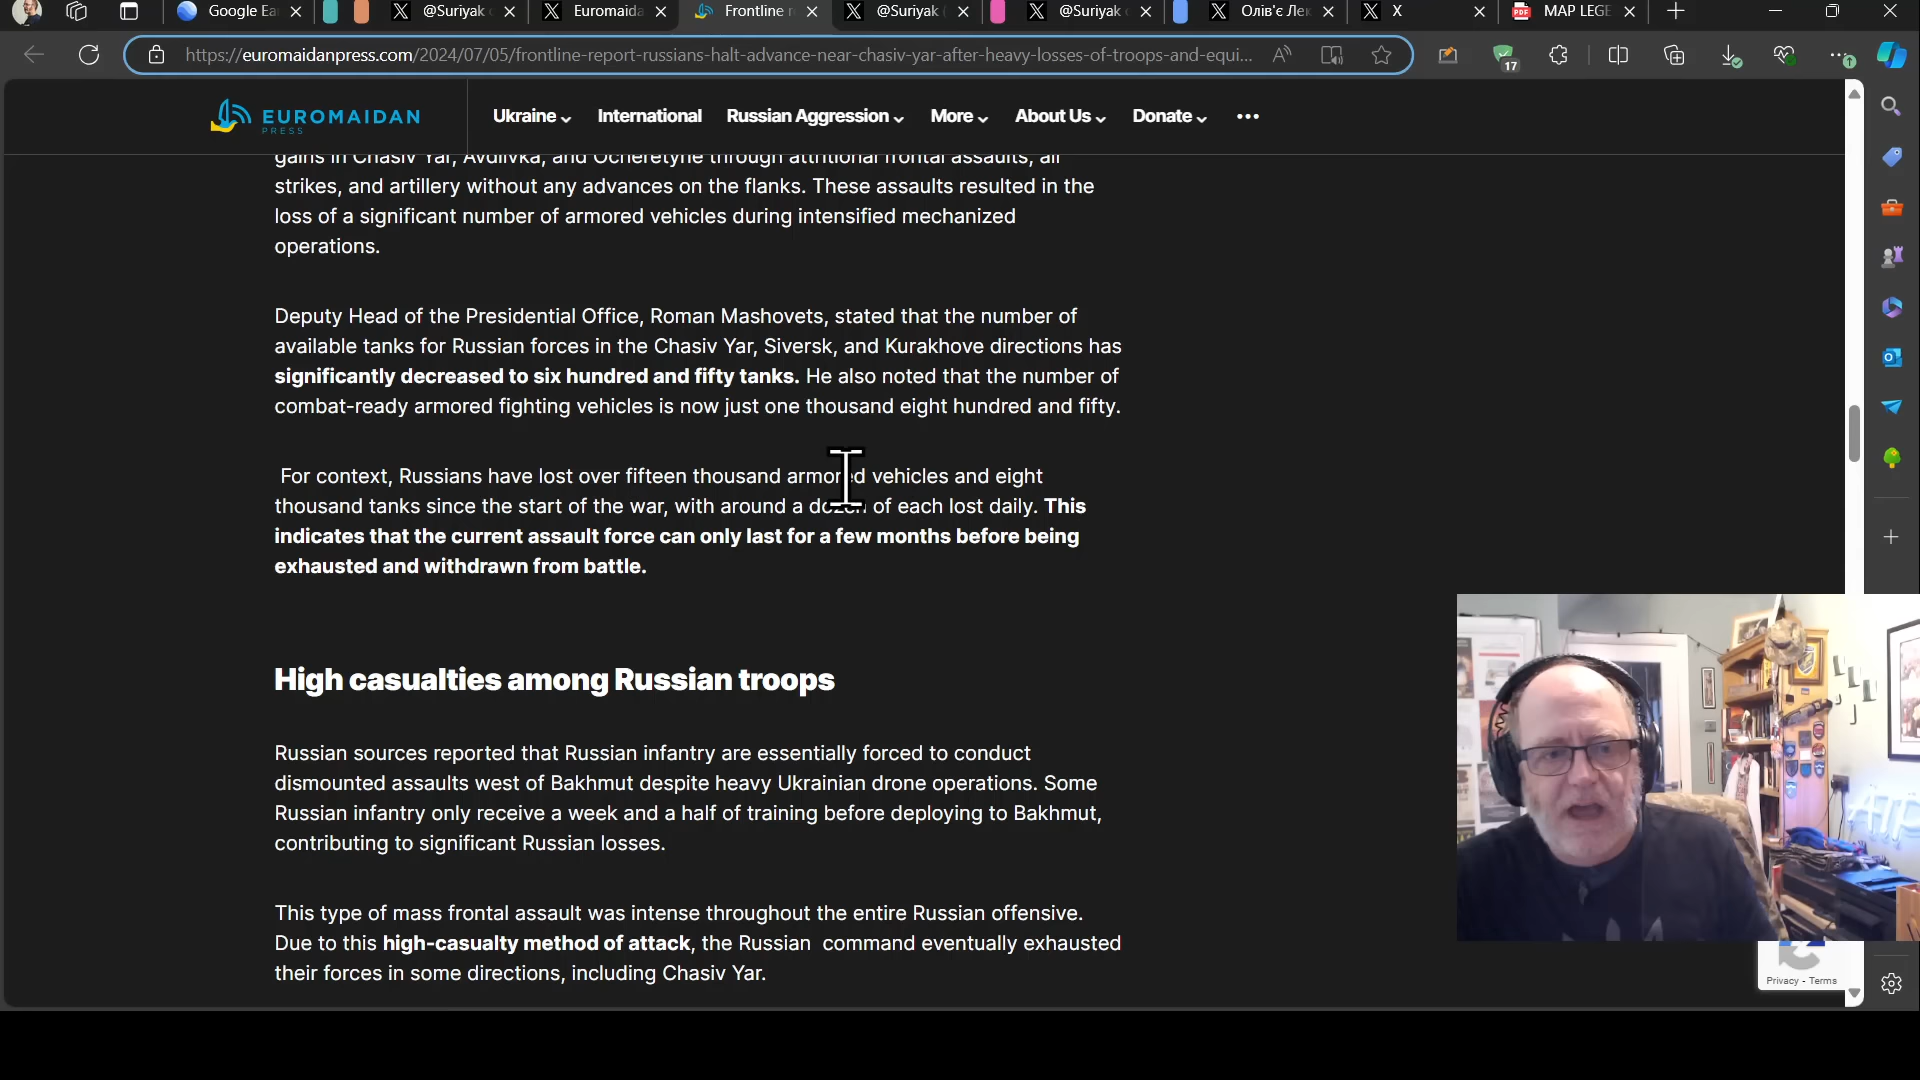 Google Ea
@Suriyak
Euromaida
Frontline r
@Suriyak
@Suriyak
Олів'є Лек
X
MAP LEGE
https://euromaidanpress.com/2024/07/05/frontline-report-russians-halt-advance-near-chasiv-yar-after-heavy-losses-of-troops-and-equi...
17
EUROMAIDAN
PRESS
Ukraine
International
Russian Aggression
More
About Us
Donate
gains in Chasiv Yar, Avdiivka, and Ocheretyne through attritional frontal assaults, air
strikes, and artillery without any advances on the flanks. These assaults resulted in the
loss of a significant number of armored vehicles during intensified mechanized
operations.
Deputy Head of the Presidential Office, Roman Mashovets, stated that the number of
available tanks for Russian forces in the Chasiv Yar, Siversk, and Kurakhove directions has
significantly decreased to six hundred and fifty tanks. He also noted that the number of
combat-ready armored fighting vehicles is now just one thousand eight hundred and fifty.
For context, Russians have lost over fifteen thousand armored vehicles and eight
thousand tanks since the start of the war, with around a dozen of each lost daily. This
indicates that the current assault force can only last for a few months before being
exhausted and withdrawn from battle.
High casualties among Russian troops
Russian sources reported that Russian infantry are essentially forced to conduct
dismounted assaults west of Bakhmut despite heavy Ukrainian drone operations. Some
Russian infantry only receive a week and a half of training before deploying to Bakhmut,
contributing to significant Russian losses.
This type of mass frontal assault was intense throughout the entire Russian offensive.
Due to this high-casualty method of attack, the Russian command eventually exhausted
their forces in some directions, including Chasiv Yar.
Privacy - Terms